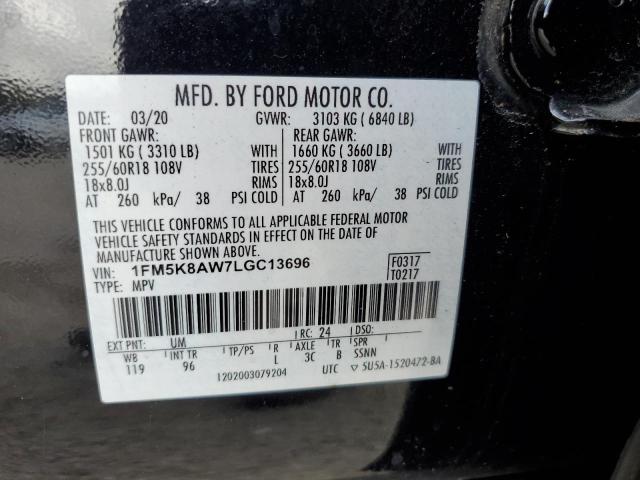 MFD. BY FORD MOTOR CO.
DATE: 03/20 GVWR: 3103 KG ( 6840 LB)
FRONT GAWR: REAR GAWR:
1501 KG ( 3310 LB) WITH 1660 KG ( 3660 LB) WITH
255/60R18 108V TIRES 255/60R18 108V TIRES
18x8.0J RIMS 18x8.0J RIMS
AT 260 kPa/ 38 PSI COLD AT 260 kPa/ 38 PSI COLD
THIS VEHICLE CONFORMS TO ALL APPLICABLE FEDERAL MOTOR
VEHICLE SAFETY STANDARDS IN EFFECT ON THE DATE OF
MANUFACTURE SHOWN ABOVE.
VIN: 1FM5K8AW7LGC13696 F0317
TYPE: MPV T0217
EXT PNT: UM RC: 24 DSO:
WB INT TR TP/PS R AXLE TR SPR
119 96 L 3C B SSNN
1202003079204 UTC ▽ 5U5A-1520472-BA